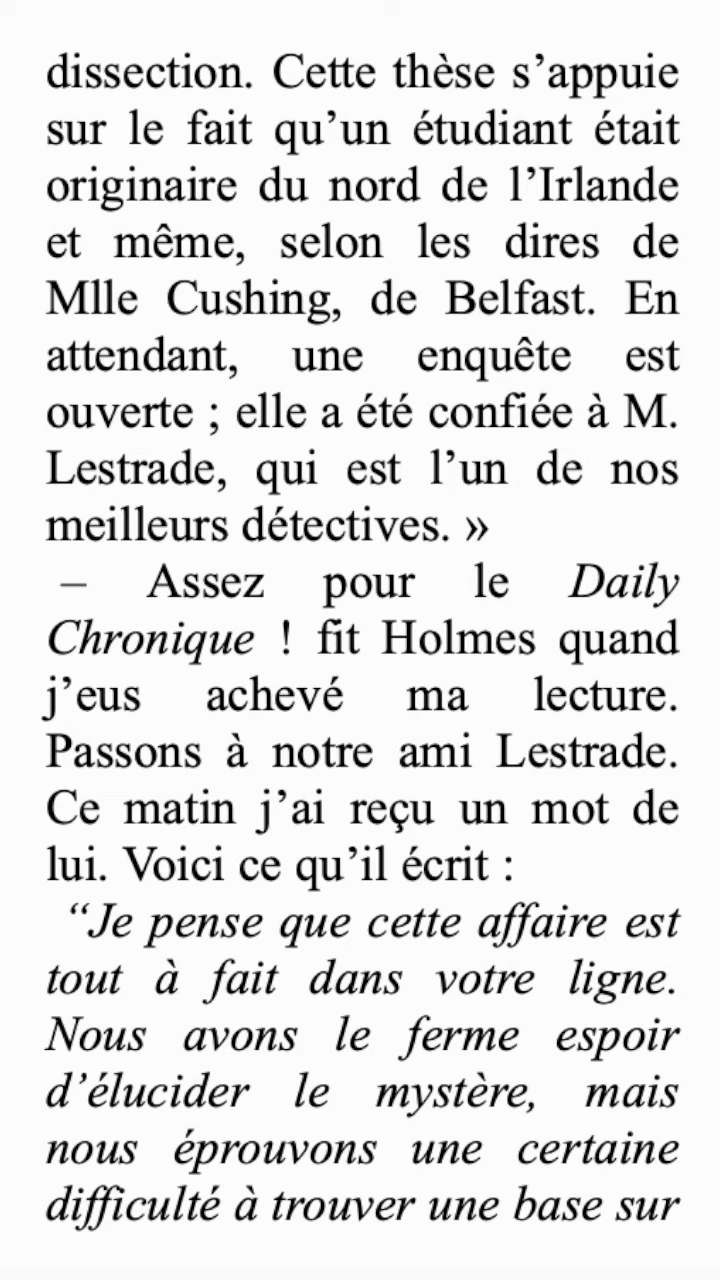 dissection. Cette thèse s’appuie
sur le fait qu’un étudiant était
originaire du nord de l’Irlande
et même, selon les dires de
Mlle Cushing, de Belfast. En
attendant, une enquête est
ouverte ; elle a été confiée à M.
Lestrade, qui est l’un de nos
meilleurs détectives. »
– Assez pour le Daily
Chronique ! fit Holmes quand
j’eus achevé ma lecture.
Passons à notre ami Lestrade.
Ce matin j’ai reçu un mot de
lui. Voici ce qu’il écrit :
“Je pense que cette affaire est
tout à fait dans votre ligne.
Nous avons le ferme espoir
d’élucider le mystère, mais
nous éprouvons une certaine
difficulté à trouver une base sur